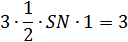 3 · 1/2 · SN · 1 = 3